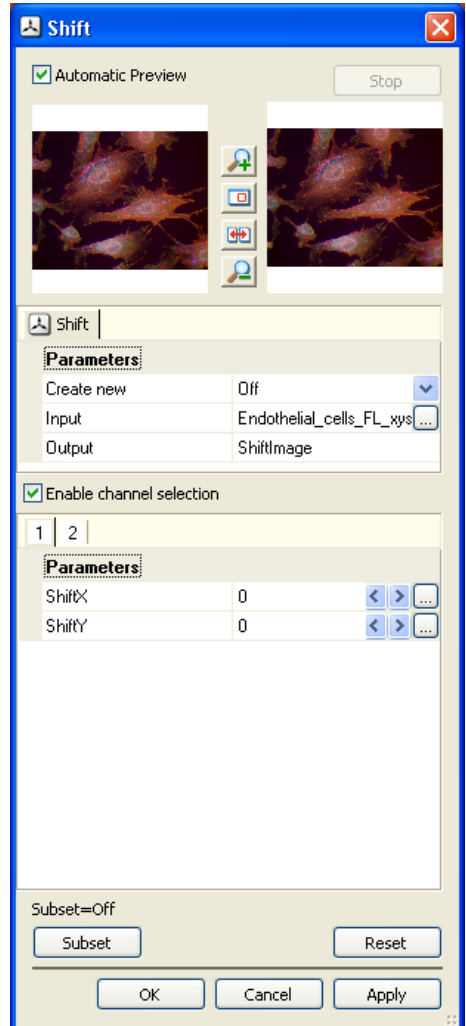 Shift
Automatic Preview
Stop
Shift
Parameters
Create new Off
Input Endothelial_cells_FL_xys ...
Output ShiftImage
Enable channel selection
1 2
Parameters
ShiftX 0 < > ...
ShiftY 0 < > ...
Subset=Off
Subset Reset
OK Cancel Apply